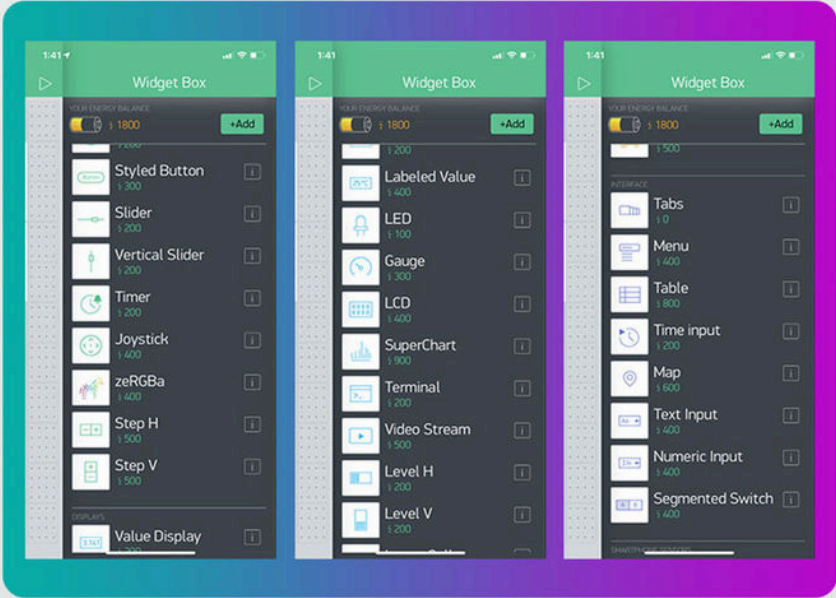 1:41
Widget Box
YOUR ENERGY BALANCE
1800
+Add
Styled Button
300
Slider
200
Vertical Slider
200
Timer
200
Joystick
400
zeRGBa
400
Step H
500
Step V
500
DISPLAYS
Value Display
1:41
Widget Box
YOUR ENERGY BALANCE
1800
+Add
200
Labeled Value
400
LED
100
Gauge
300
LCD
400
SuperChart
900
Terminal
200
Video Stream
500
Level H
200
Level V
200
1:41
Widget Box
YOUR ENERGY BALANCE
1800
+Add
500
INTERFACE
Tabs
0
Menu
400
Table
800
Time input
200
Map
600
Text Input
400
Numeric Input
400
Segmented Switch
400
SMARTPHONE SENSORS